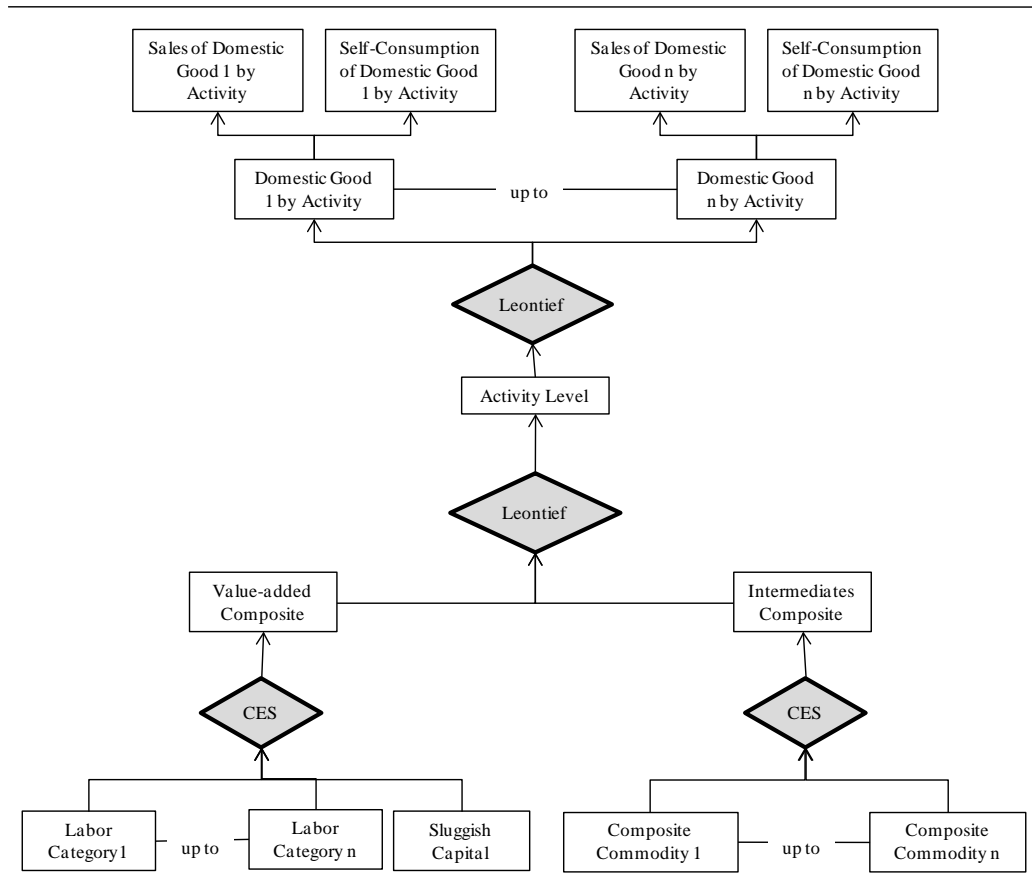 Sales of Domestic
Good 1 by
Activity
Self-Consumption
of Domestic Good
1 by Activity
Sales of Domestic
Good n by
Activity
Self-Consumption
of Domestic Good
n by Activity
Domestic Good
1 by Activity
up to
Domestic Good
n by Activity
Leontief
Activity Level
Leontief
Value-added
Composite
Intermediates
Composite
CES
CES
Labor
Category 1
up to
Labor
Category n
Sluggish
Capital
Composite
Commodity 1
up to
Composite
Commodity n